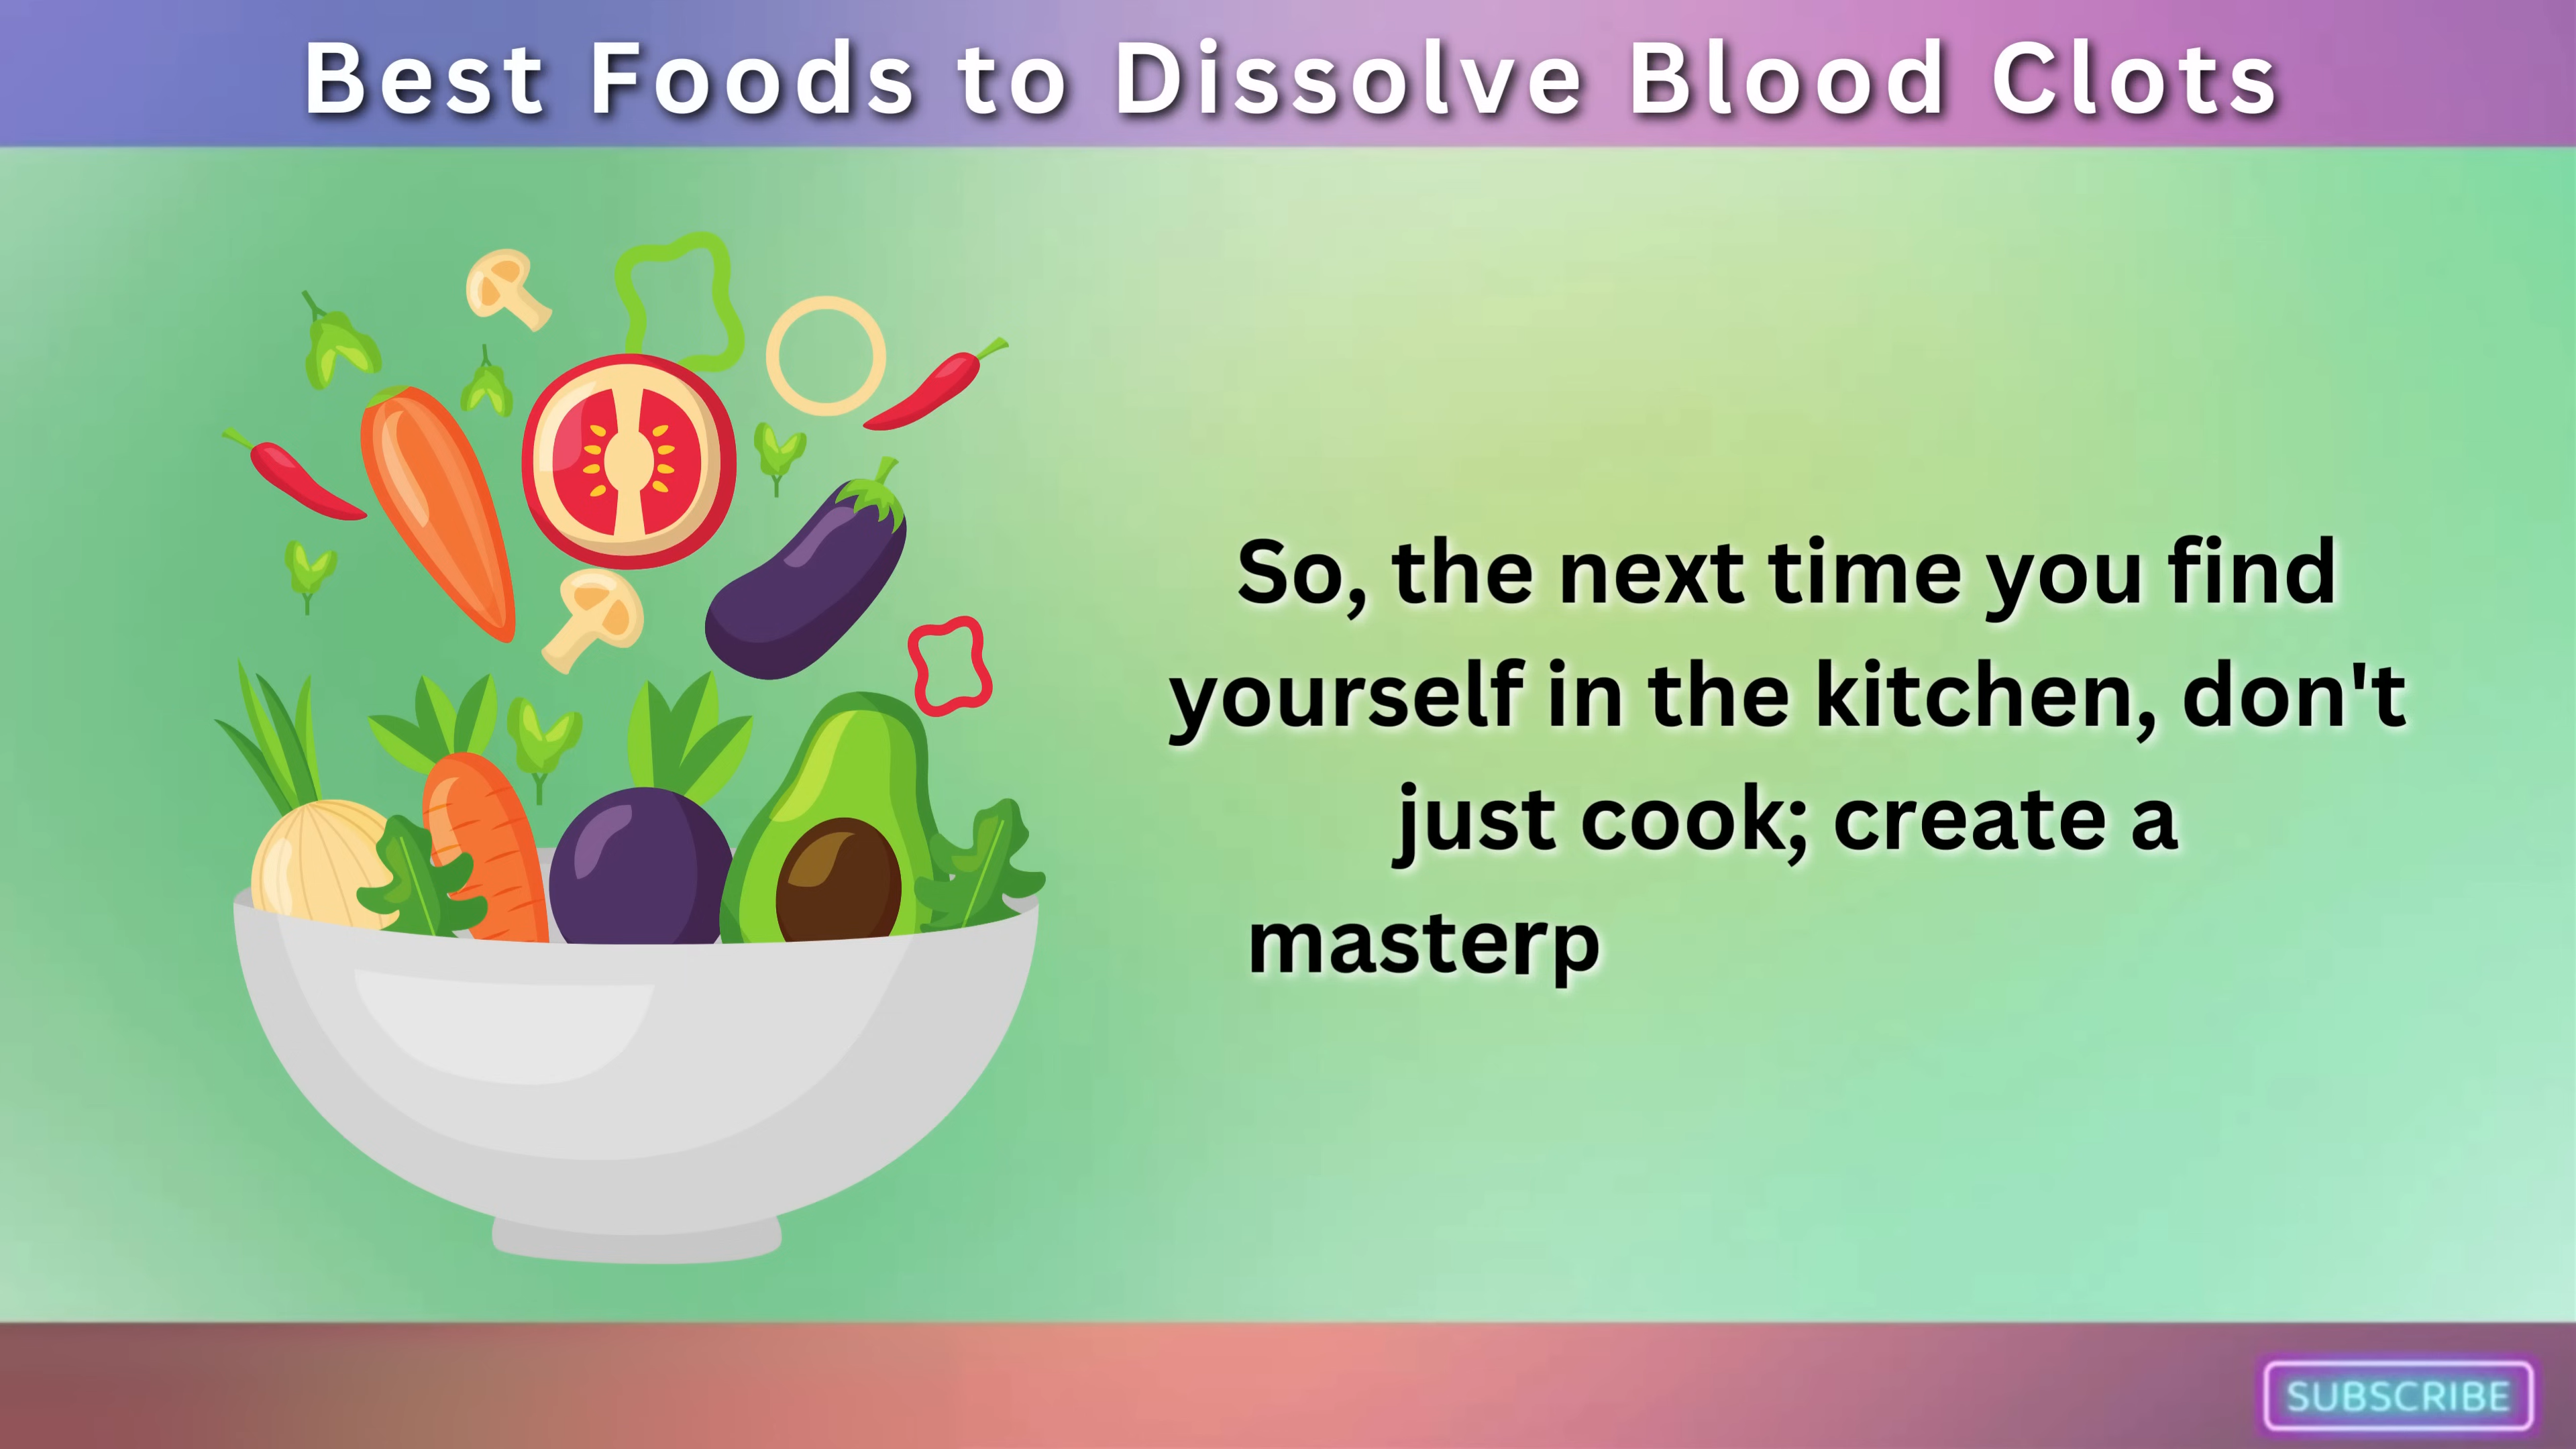 Best Foods to Dissolve Blood Clots
So, the next time you find
yourself in the kitchen, don't
just cook; create a
masterp
SUBSCRIBE